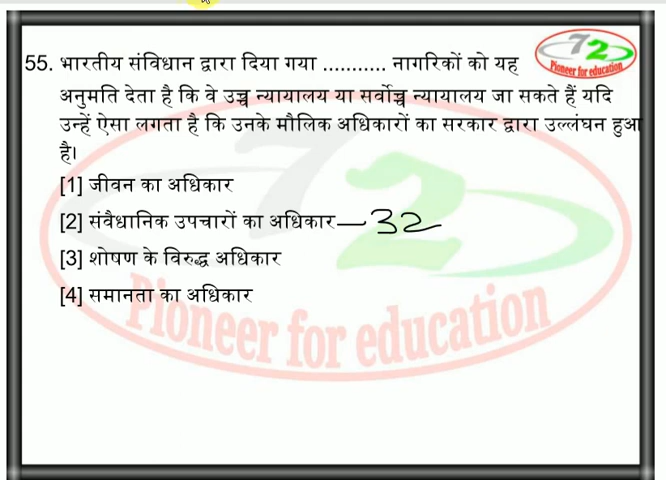 72
Pioneer for education
55. भारतीय संविधान द्वारा दिया गया ........... नागरिकों को यह
अनुमति देता है कि वे उच्च न्यायालय या सर्वोच्च न्यायालय जा सकते हैं यदि
उन्हें ऐसा लगता है कि उनके मौलिक अधिकारों का सरकार द्वारा उल्लंघन हुआ
है।
[1] जीवन का अधिकार
[2] संवैधानिक उपचारों का अधिकार—32
[3] शोषण के विरुद्ध अधिकार
[4] समानता का अधिकार
72
Pioneer for education